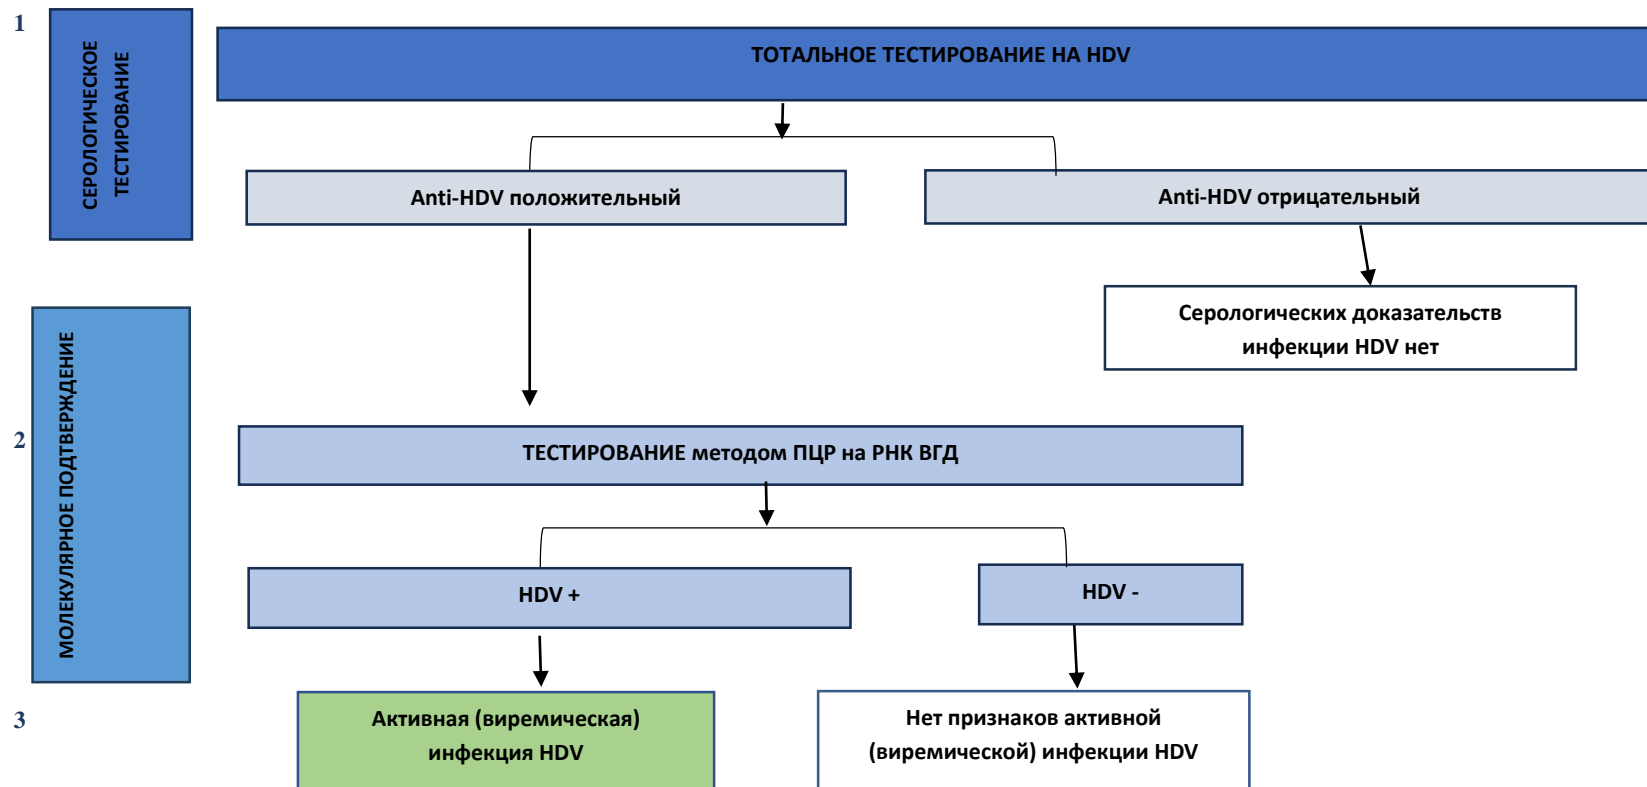 1
СЕРОЛОГИЧЕСКОЕ
ТЕСТИРОВАНИЕ
ТОТАЛЬНОЕ ТЕСТИРОВАНИЕ НА HDV
Anti-HDV положительный
Anti-HDV отрицательный
Серологических доказательств
инфекции HDV нет
2
МОЛЕКУЛЯРНОЕ ПОДТВЕРЖДЕНИЕ
ТЕСТИРОВАНИЕ методом ПЦР на РНК ВГД
HDV +
HDV -
3
Активная (виремическая)
инфекция HDV
Нет признаков активной
(виремической) инфекции HDV